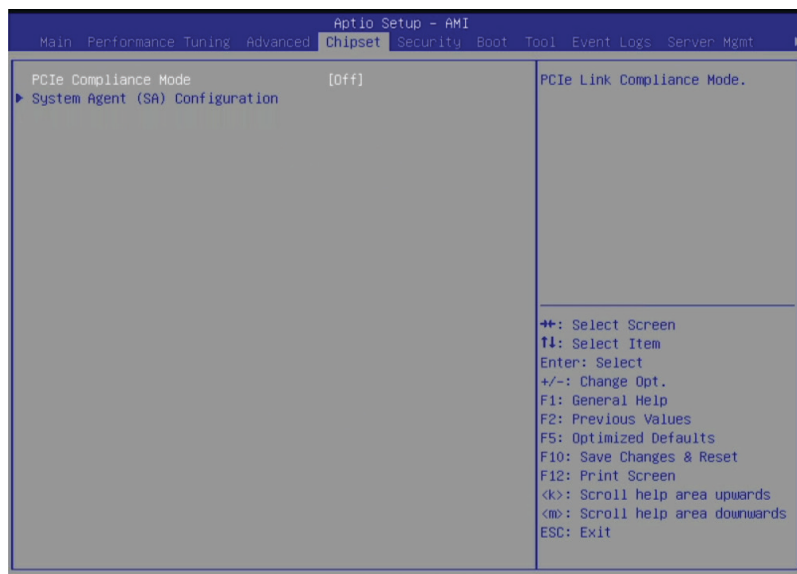 Aptio Setup – AMI
Main Performance Tuning Advanced Chipset Security Boot Tool Event Logs Server Mgmt
PCIe Compliance Mode [Off]
System Agent (SA) Configuration
PCIe Link Compliance Mode.
→←: Select Screen
↑↓: Select Item
Enter: Select
+/-: Change Opt.
F1: General Help
F2: Previous Values
F5: Optimized Defaults
F10: Save Changes & Reset
F12: Print Screen
<k>: Scroll help area upwards
<m>: Scroll help area downwards
ESC: Exit